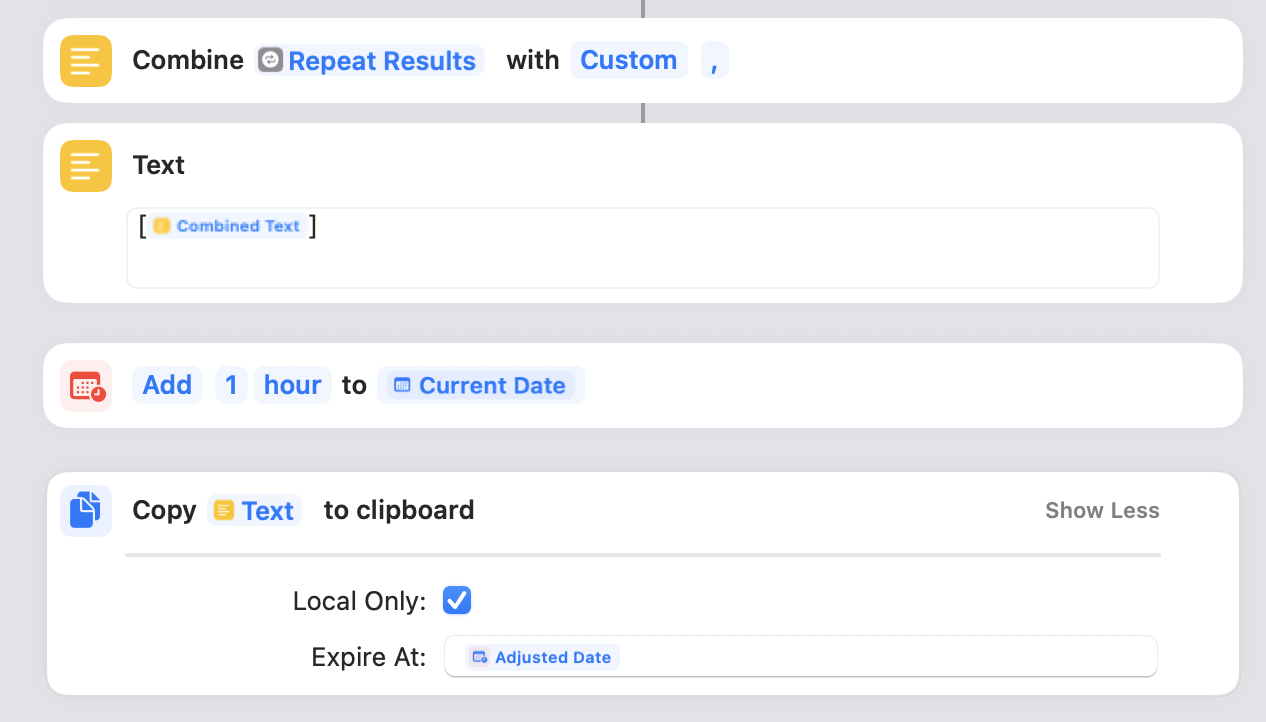 Combine Repeat Results with Custom ,
Text
[ Combined Text ]
Add 1 hour to Current Date
Copy Text to clipboard Show Less
Local Only:
Expire At: Adjusted Date